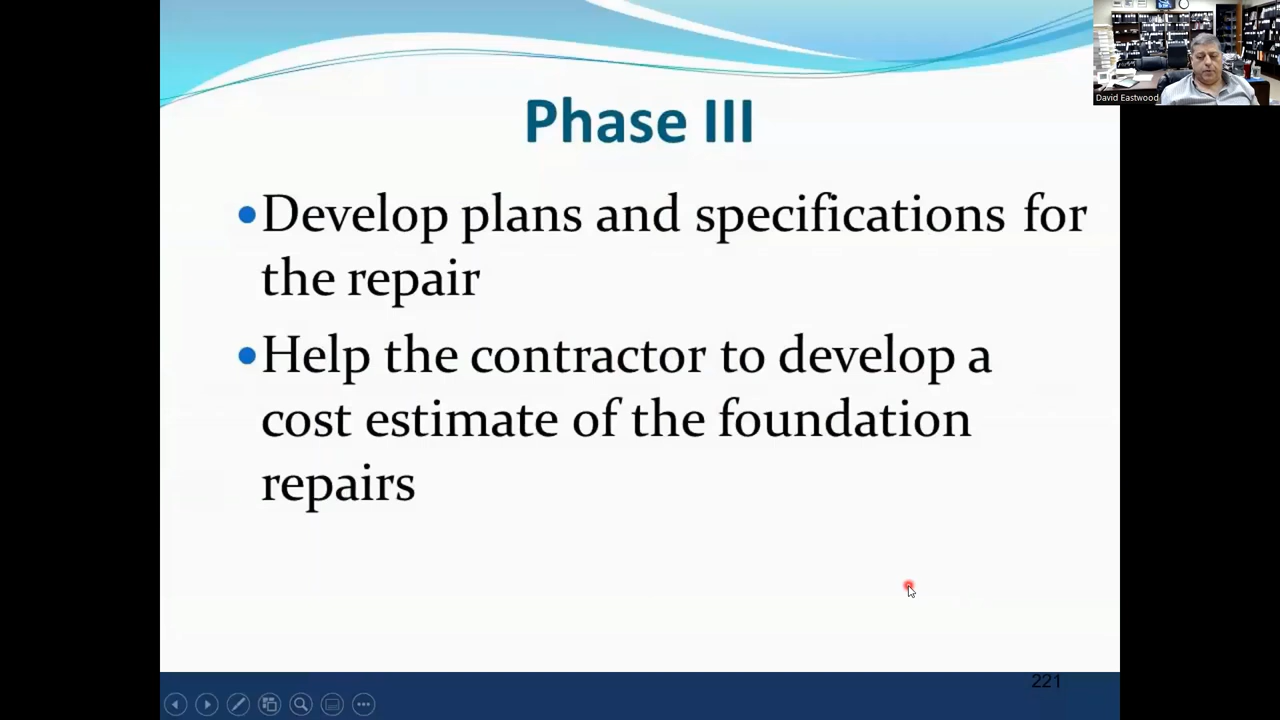 David Eastwood
Phase III
•Develop plans and specifications for
the repair
•Help the contractor to develop a
cost estimate of the foundation
repairs
221